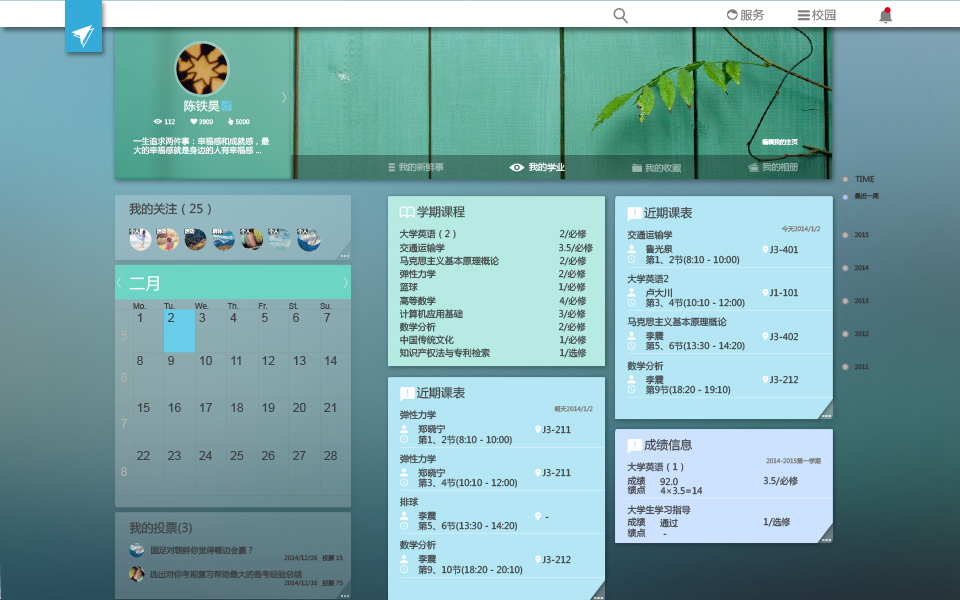 服务
校园
陈铁昊
112 3900 5000
一生追求两件事：幸福感和成就感，最
大的幸福感就是身边的人有幸福感 ...
编辑我的主页
我的新鲜事
我的学业
我的收藏
我的相册
TIME
最近一周
2015
2014
2013
2012
2011
我的关注（25）
二月
Mo. Tu. We. Th. Fr. St. Su.
1 2 3 4 5 6 7
5
8 9 10 11 12 13 14
6
15 16 17 18 19 20 21
7
22 23 24 25 26 27 28
8
我的投票(3)
国足对朝鲜你觉得哪边会赢？
2014/12/26 投票 15
选出对你考期复习帮助最大的备考经验总结
2014/12/16 投票 75
学期课程
大学英语（2） 2/必修
交通运输学 3.5/必修
马克思主义基本原理概论 2/必修
弹性力学 2/必修
篮球 1/必修
高等数学 4/必修
计算机应用基础 3/必修
数学分析 2/必修
中国传统文化 1/必修
知识产权法与专利检索 1/选修
近期课表
明天2014/1/2
弹性力学
郑晓宁 J3-211
第1、2节(8:10 - 10:00)
弹性力学
郑晓宁 J3-211
第3、4节(10:10 - 12:00)
排球
李震 -
第5、6节(13:30 - 14:20)
数学分析
李震 J3-212
第9、10节(18:20 - 20:10)
近期课表
今天2014/1/2
交通运输学
鲁光泉 J3-401
第1、2节(8:10 - 10:00)
大学英语2
卢大川 J1-101
第3、4节(10:10 - 12:00)
马克思主义基本原理概论
李震 J3-402
第5、6节(13:30 - 14:20)
数学分析
李震 J3-212
第9节(18:20 - 19:10)
成绩信息
2014-2015第一学期
大学英语（1）
成绩 92.0 3.5/必修
绩点 4×3.5=14
大学生学习指导
成绩 通过 1/选修
绩点 -